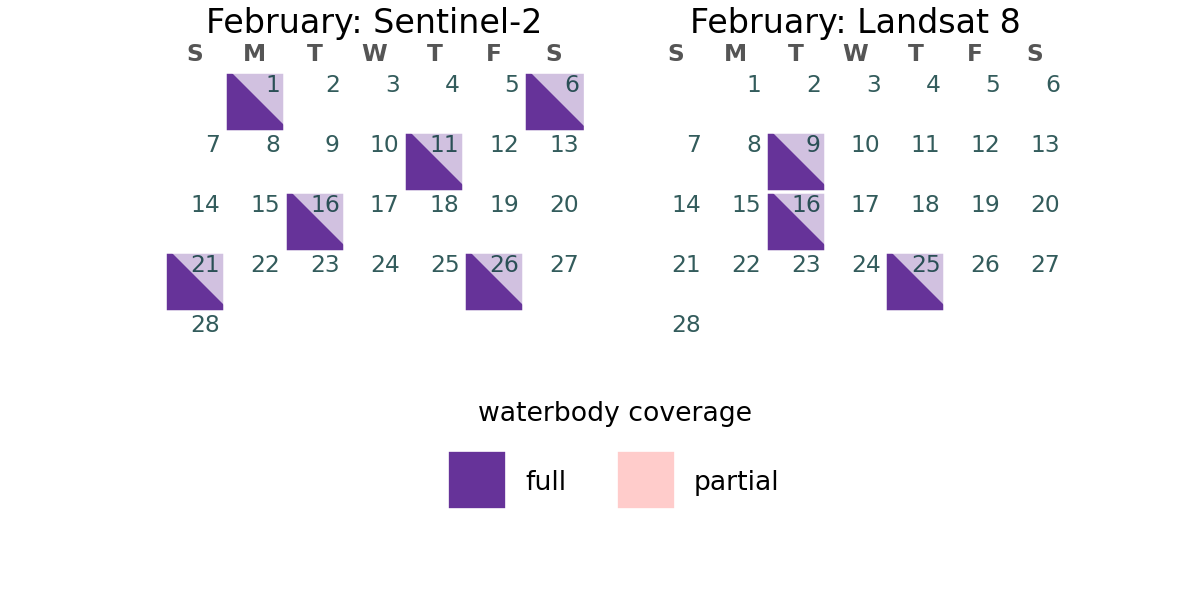 February: Sentinel-2
S M T W T F S
1 2 3 4 5 6
7 8 9 10 11 12 13
14 15 16 17 18 19 20
21 22 23 24 25 26 27
28
February: Landsat 8
S M T W T F S
1 2 3 4 5 6
7 8 9 10 11 12 13
14 15 16 17 18 19 20
21 22 23 24 25 26 27
28
waterbody coverage
full partial